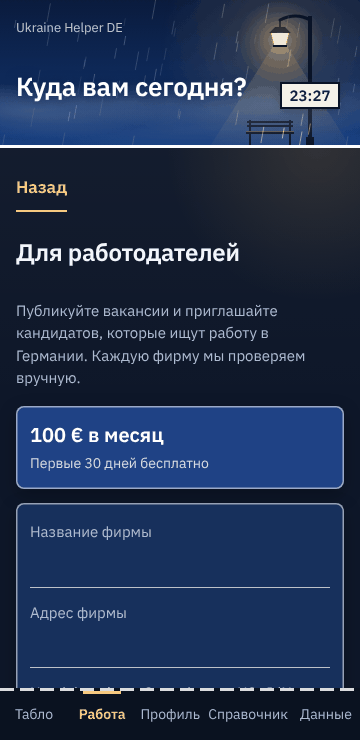 Ukraine Helper DE
Куда вам сегодня?
23:27
Назад
Для работодателей
Публикуйте вакансии и приглашайте
кандидатов, которые ищут работу в
Германии. Каждую фирму мы проверяем
вручную.
100 € в месяц
Первые 30 дней бесплатно
Название фирмы
Адрес фирмы
Табло Работа Профиль Справочник Данные